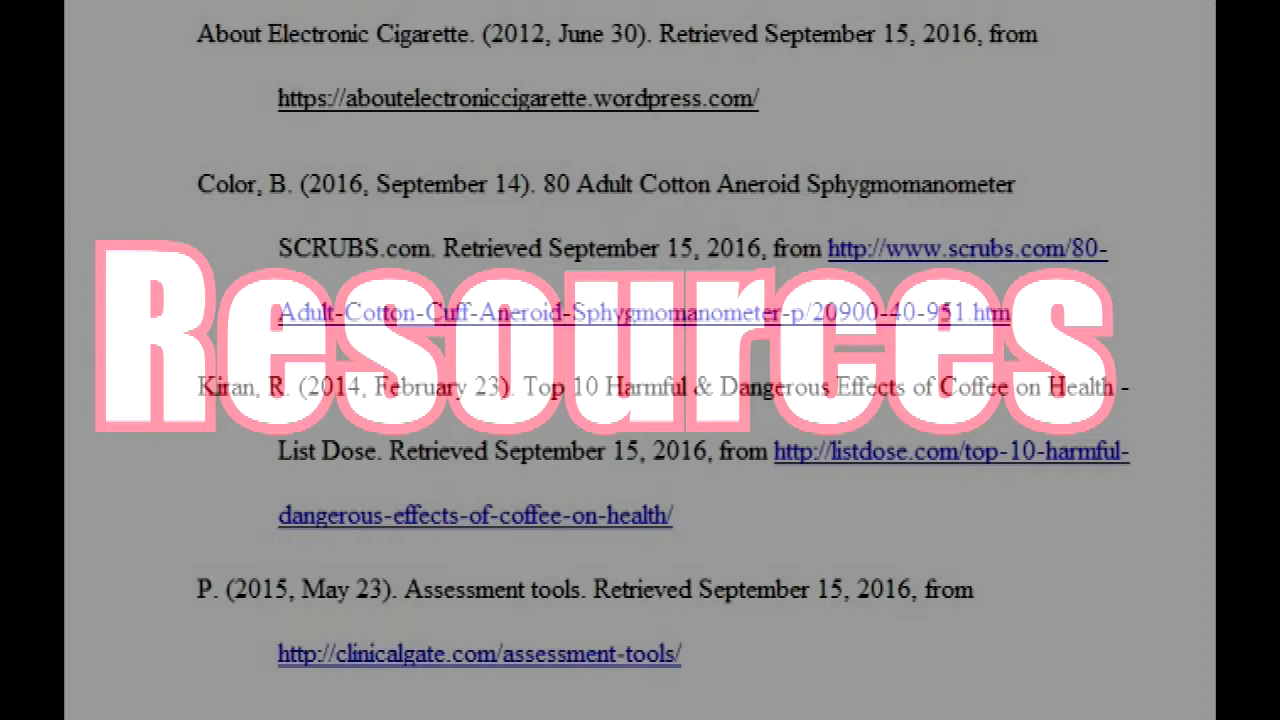 About Electronic Cigarette. (2012, June 30). Retrieved September 15, 2016, from
https://aboutelectroniccigarette.wordpress.com/
Color, B. (2016, September 14). 80 Adult Cotton Aneroid Sphygmomanometer
SCRUBS.com. Retrieved September 15, 2016, from http://www.scrubs.com/80-
Adult-Cotton-Cuff-Aneroid-Sphygmomanometer-p/20900-40-951.htm
Resources
Kiran, R. (2014, February 23). Top 10 Harmful & Dangerous Effects of Coffee on Health -
List Dose. Retrieved September 15, 2016, from http://listdose.com/top-10-harmful-
dangerous-effects-of-coffee-on-health/
P. (2015, May 23). Assessment tools. Retrieved September 15, 2016, from
http://clinicalgate.com/assessment-tools/